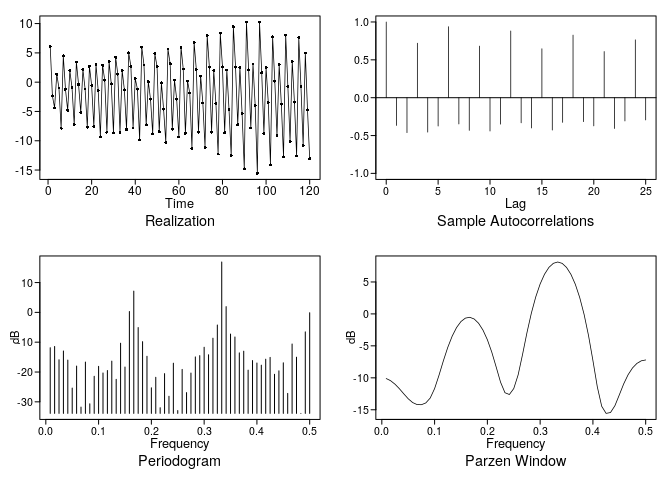 10
5
0
-5
-10
-15
0 20 40 60 80 100 120
Time
Realization
1.0
0.5
0.0
-0.5
-1.0
0 5 10 15 20 25
Lag
Sample Autocorrelations
dB
10
0
-10
-20
-30
0.0 0.1 0.2 0.3 0.4 0.5
Frequency
Periodogram
dB
5
0
-5
-10
-15
0.0 0.1 0.2 0.3 0.4 0.5
Frequency
Parzen Window